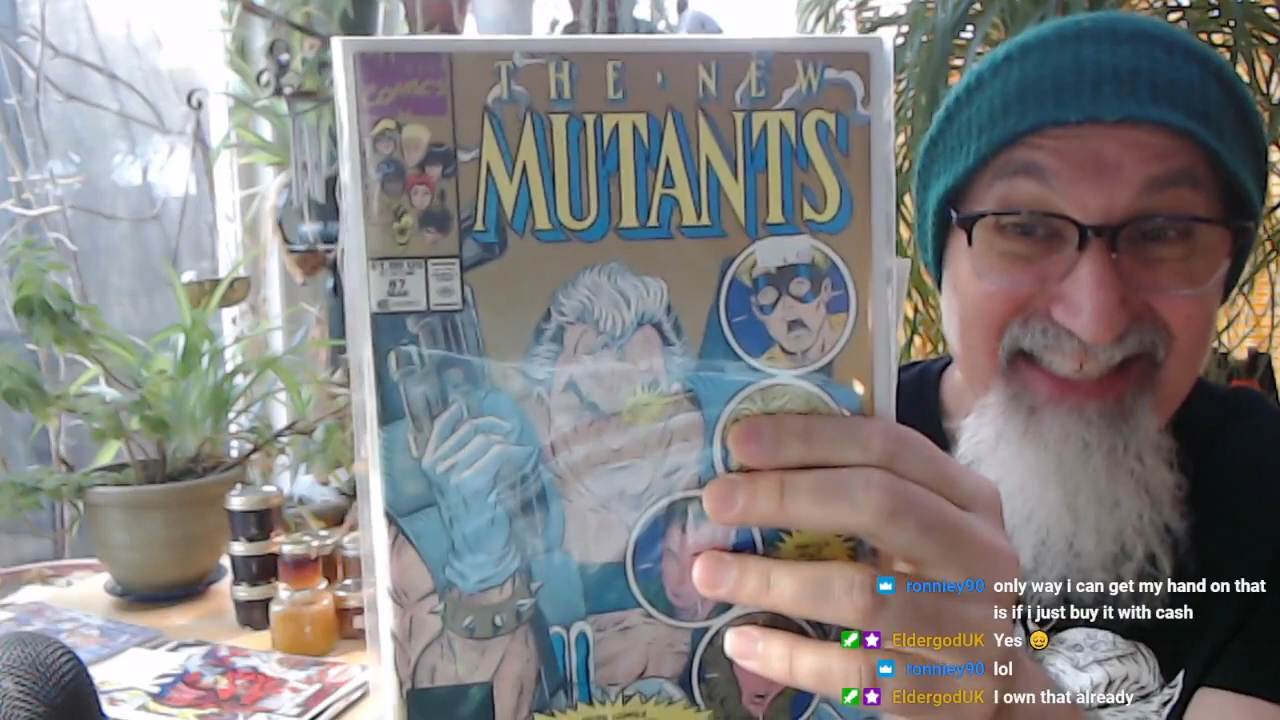 COMICS
THE · NEW
MUTANTS
87
MAR
ronnley90 only way i can get my hand on that
is if i just buy it with cash
EldergodUK Yes 😑
ronnley90 lol
EldergodUK I own that already